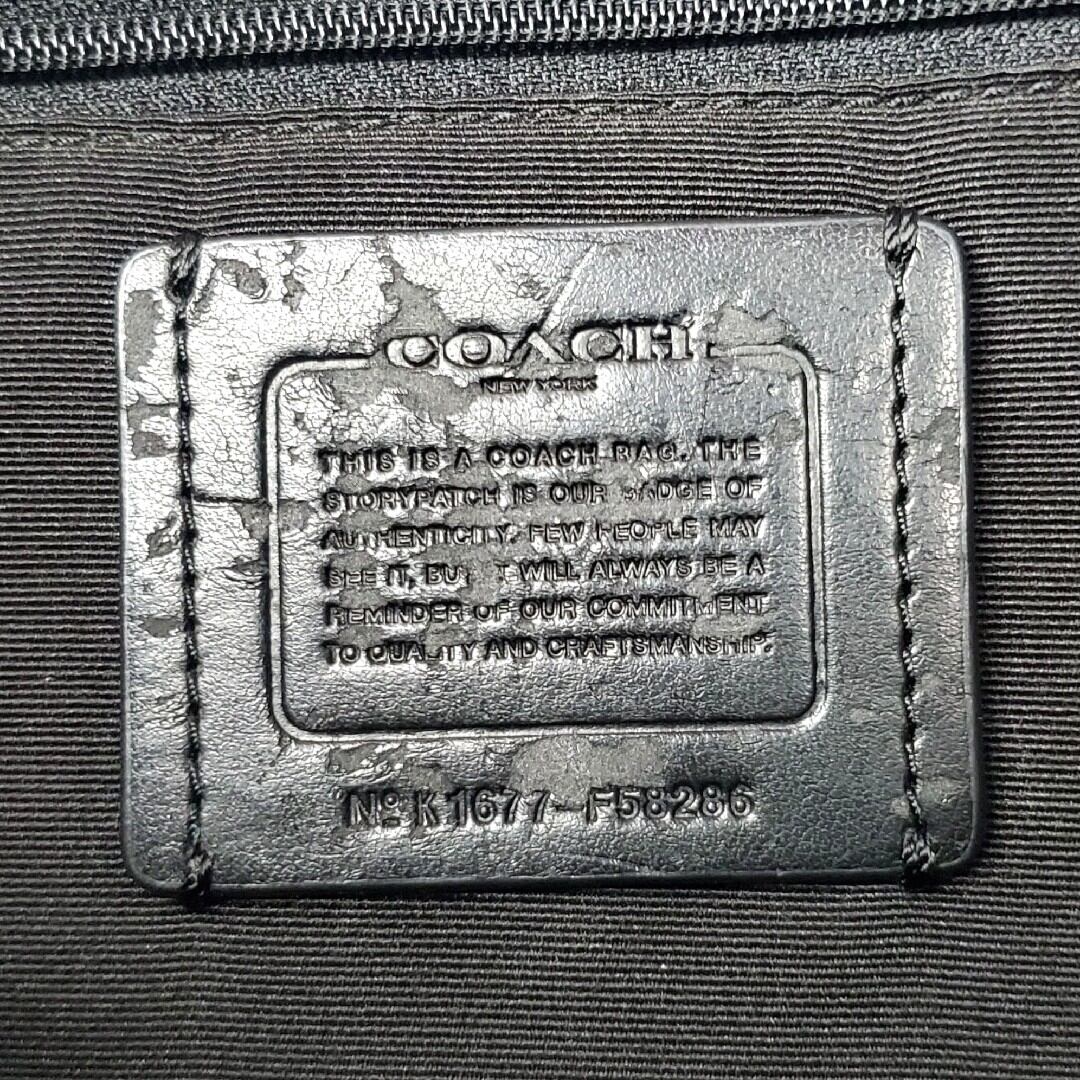 COACH
NEW YORK
THIS IS A COACH BAG. THE
STORYPATCH IS OUR BADGE OF
AUTHENTICITY. FEW PEOPLE MAY
SEE IT, BUT IT WILL ALWAYS BE A
REMINDER OF OUR COMMITMENT
TO QUALITY AND CRAFTSMANSHIP.
Nº K1677-F58286